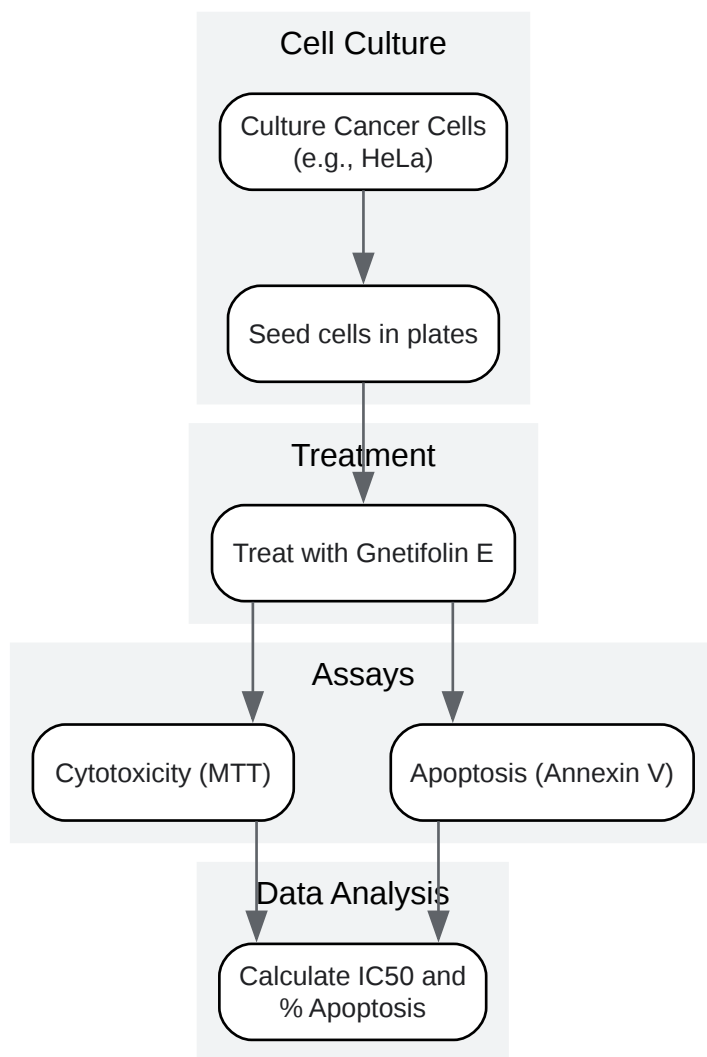 Cell Culture
Culture Cancer Cells
(e.g., HeLa)
Seed cells in plates
Treatment
Treat with Gnetifolin E
Assays
Cytotoxicity (MTT)
Apoptosis (Annexin V)
Data Analysis
Calculate IC50 and
% Apoptosis